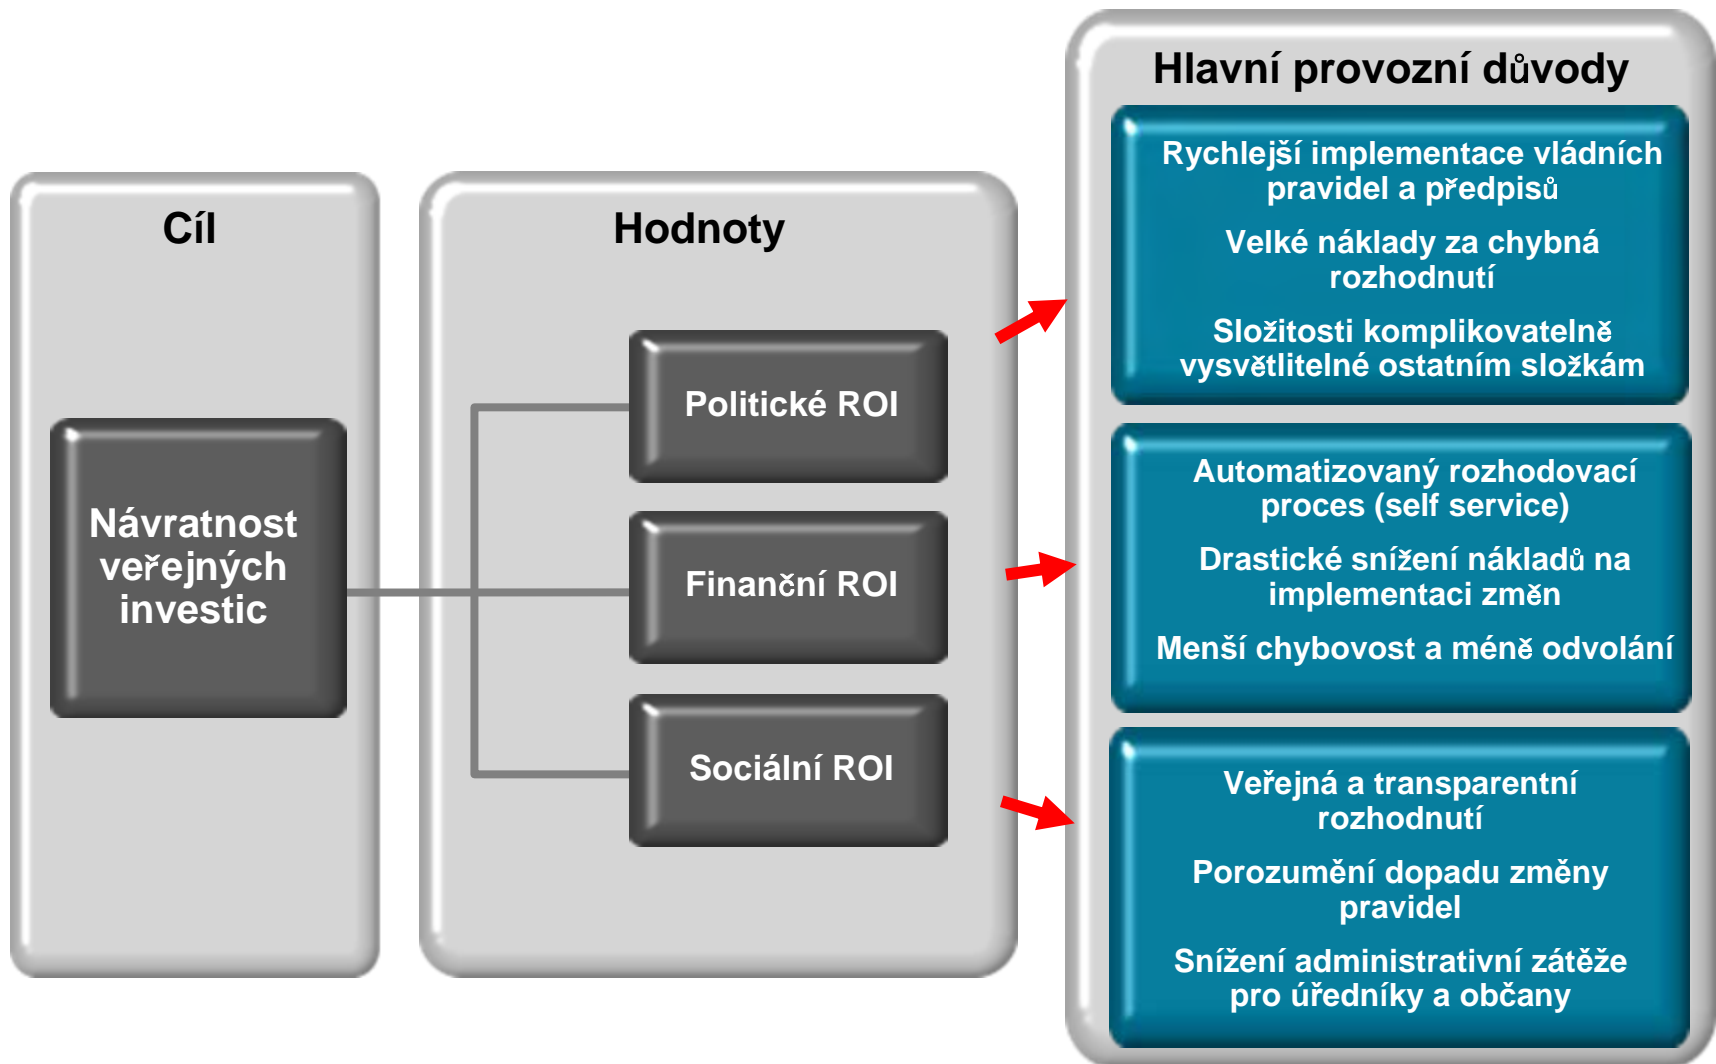 Cíl
Návratnost
veřejných
investic
Hodnoty
Politické ROI
Finanční ROI
Sociální ROI
Hlavní provozní důvody
Rychlejší implementace vládních
pravidel a předpisů
Velké náklady za chybná
rozhodnutí
Složitosti komplikovatelně
vysvětlitelné ostatním složkám
Automatizovaný rozhodovací
proces (self service)
Drastické snížení nákladů na
implementaci změn
Menší chybovost a méně odvolání
Veřejná a transparentní
rozhodnutí
Porozumění dopadu změny
pravidel
Snížení administrativní zátěže
pro úředníky a občany